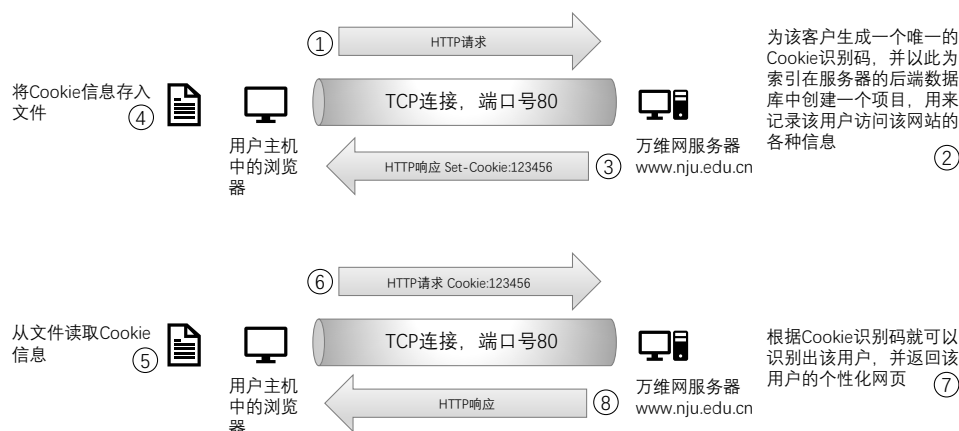 ① HTTP请求
将Cookie信息存入
文件 ④
TCP连接，端口号80
用户主机
中的浏览
器
万维网服务器
www.nju.edu.cn
为该客户生成一个唯一的
Cookie识别码，并以此为
索引在服务器的后端数据
库中创建一个项目，用来
记录该用户访问该网站的
各种信息
②
HTTP响应 Set-Cookie:123456 ③
⑥ HTTP请求 Cookie:123456
从文件读取Cookie
信息 ⑤
TCP连接，端口号80
用户主机
中的浏览
器
万维网服务器
www.nju.edu.cn
根据Cookie识别码就可以
识别出该用户，并返回该
用户的个性化网页 ⑦
HTTP响应 ⑧